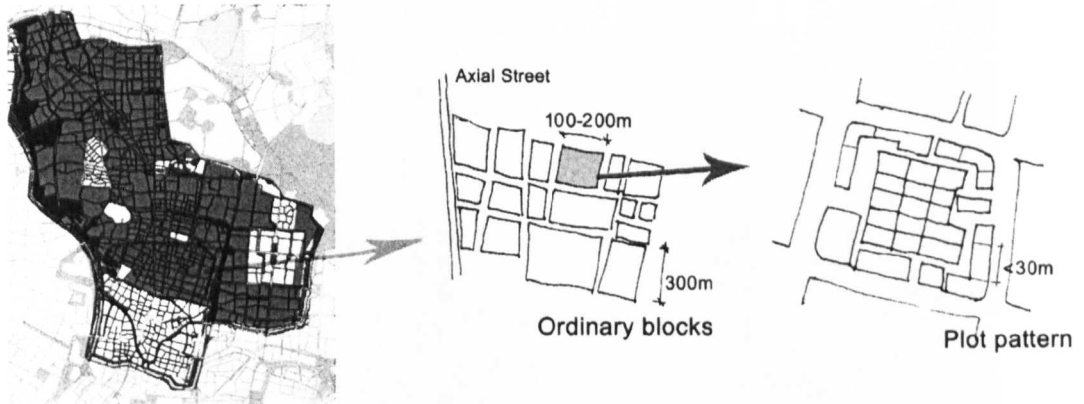 Axial Street
100-200m
300m
Ordinary blocks
<30m
Plot pattern